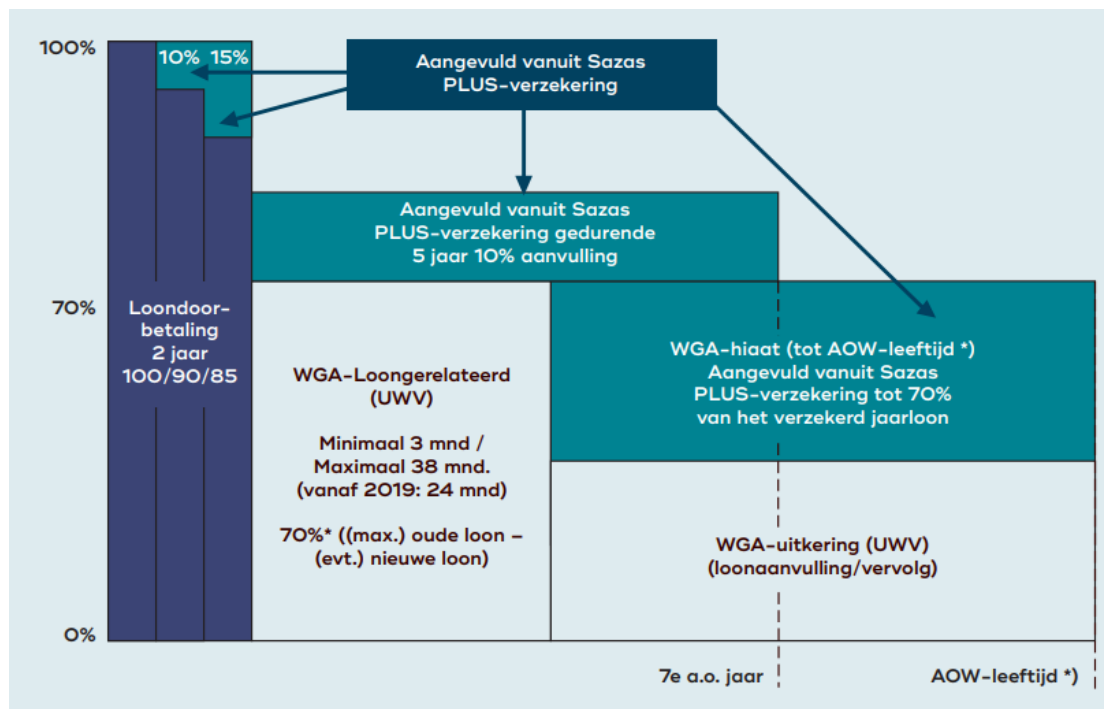 100%
10% 15%
Aangevuld vanuit Sazas
PLUS-verzekering
Aangevuld vanuit Sazas
PLUS-verzekering gedurende
5 jaar 10% aanvulling
70%
Loondoor-
betaling
2 jaar
100/90/85
WGA-Loongerelateerd
(UWV)
Minimaal 3 mnd /
Maximaal 38 mnd.
(vanaf 2019: 24 mnd)
70%* ((max.) oude loon –
(evt.) nieuwe loon)
WGA-hiaat (tot AOW-leeftijd *)
Aangevuld vanuit Sazas
PLUS-verzekering tot 70%
van het verzekerd jaarloon
WGA-uitkering (UWV)
(loonaanvulling/vervolg)
0%
7e a.o. jaar
AOW-leeftijd *)